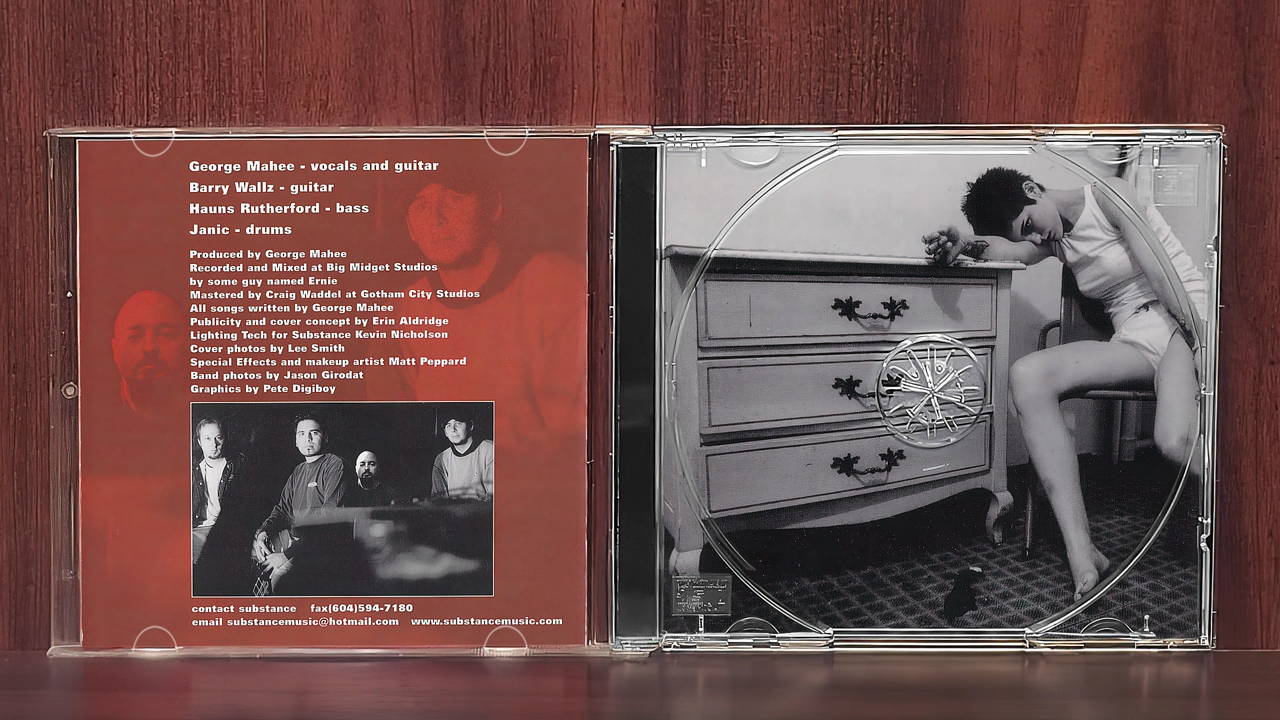 George Mahee - vocals and guitar
Barry Wallz - guitar
Hauns Rutherford - bass
Janic - drums
Produced by George Mahee
Recorded and Mixed at Big Midget Studios
by some guy named Ernie
Mastered by Craig Waddel at Gotham City Studios
All songs written by George Mahee
Publicity and cover concept by Erin Aldridge
Lighting Tech for Substance Kevin Nicholson
Cover photos by Lee Smith
Special Effects and makeup artist Matt Peppard
Band photos by Jason Girodat
Graphics by Pete Digiboy
contact substance fax(604)594-7180
email substancemusic@hotmail.com www.substancemusic.com